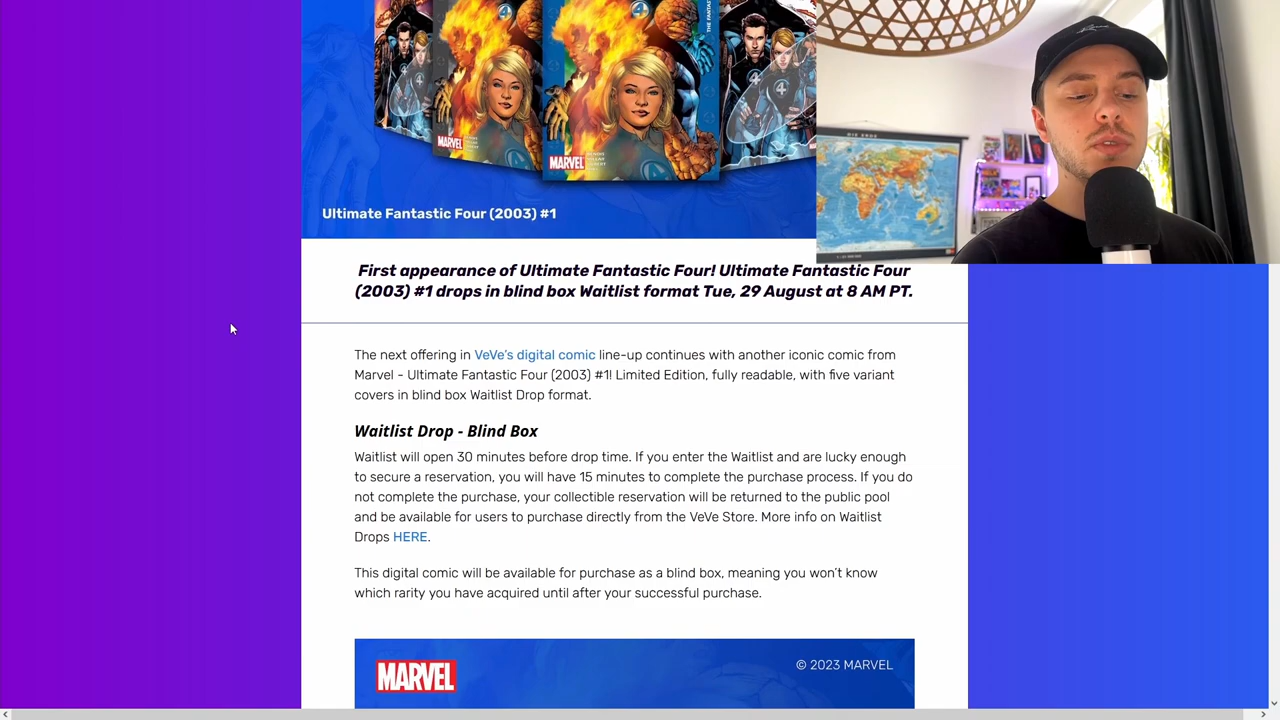 MARVEL
MARVEL
Ultimate Fantastic Four (2003) #1
DIE ERDE
First appearance of Ultimate Fantastic Four! Ultimate Fantastic Four
(2003) #1 drops in blind box Waitlist format Tue, 29 August at 8 AM PT.
The next offering in VeVe's digital comic line-up continues with another iconic comic from
Marvel - Ultimate Fantastic Four (2003) #1! Limited Edition, fully readable, with five variant
covers in blind box Waitlist Drop format.
Waitlist Drop - Blind Box
Waitlist will open 30 minutes before drop time. If you enter the Waitlist and are lucky enough
to secure a reservation, you will have 15 minutes to complete the purchase process. If you do
not complete the purchase, your collectible reservation will be returned to the public pool
and be available for users to purchase directly from the VeVe Store. More info on Waitlist
Drops HERE.
This digital comic will be available for purchase as a blind box, meaning you won't know
which rarity you have acquired until after your successful purchase.
MARVEL
© 2023 MARVEL